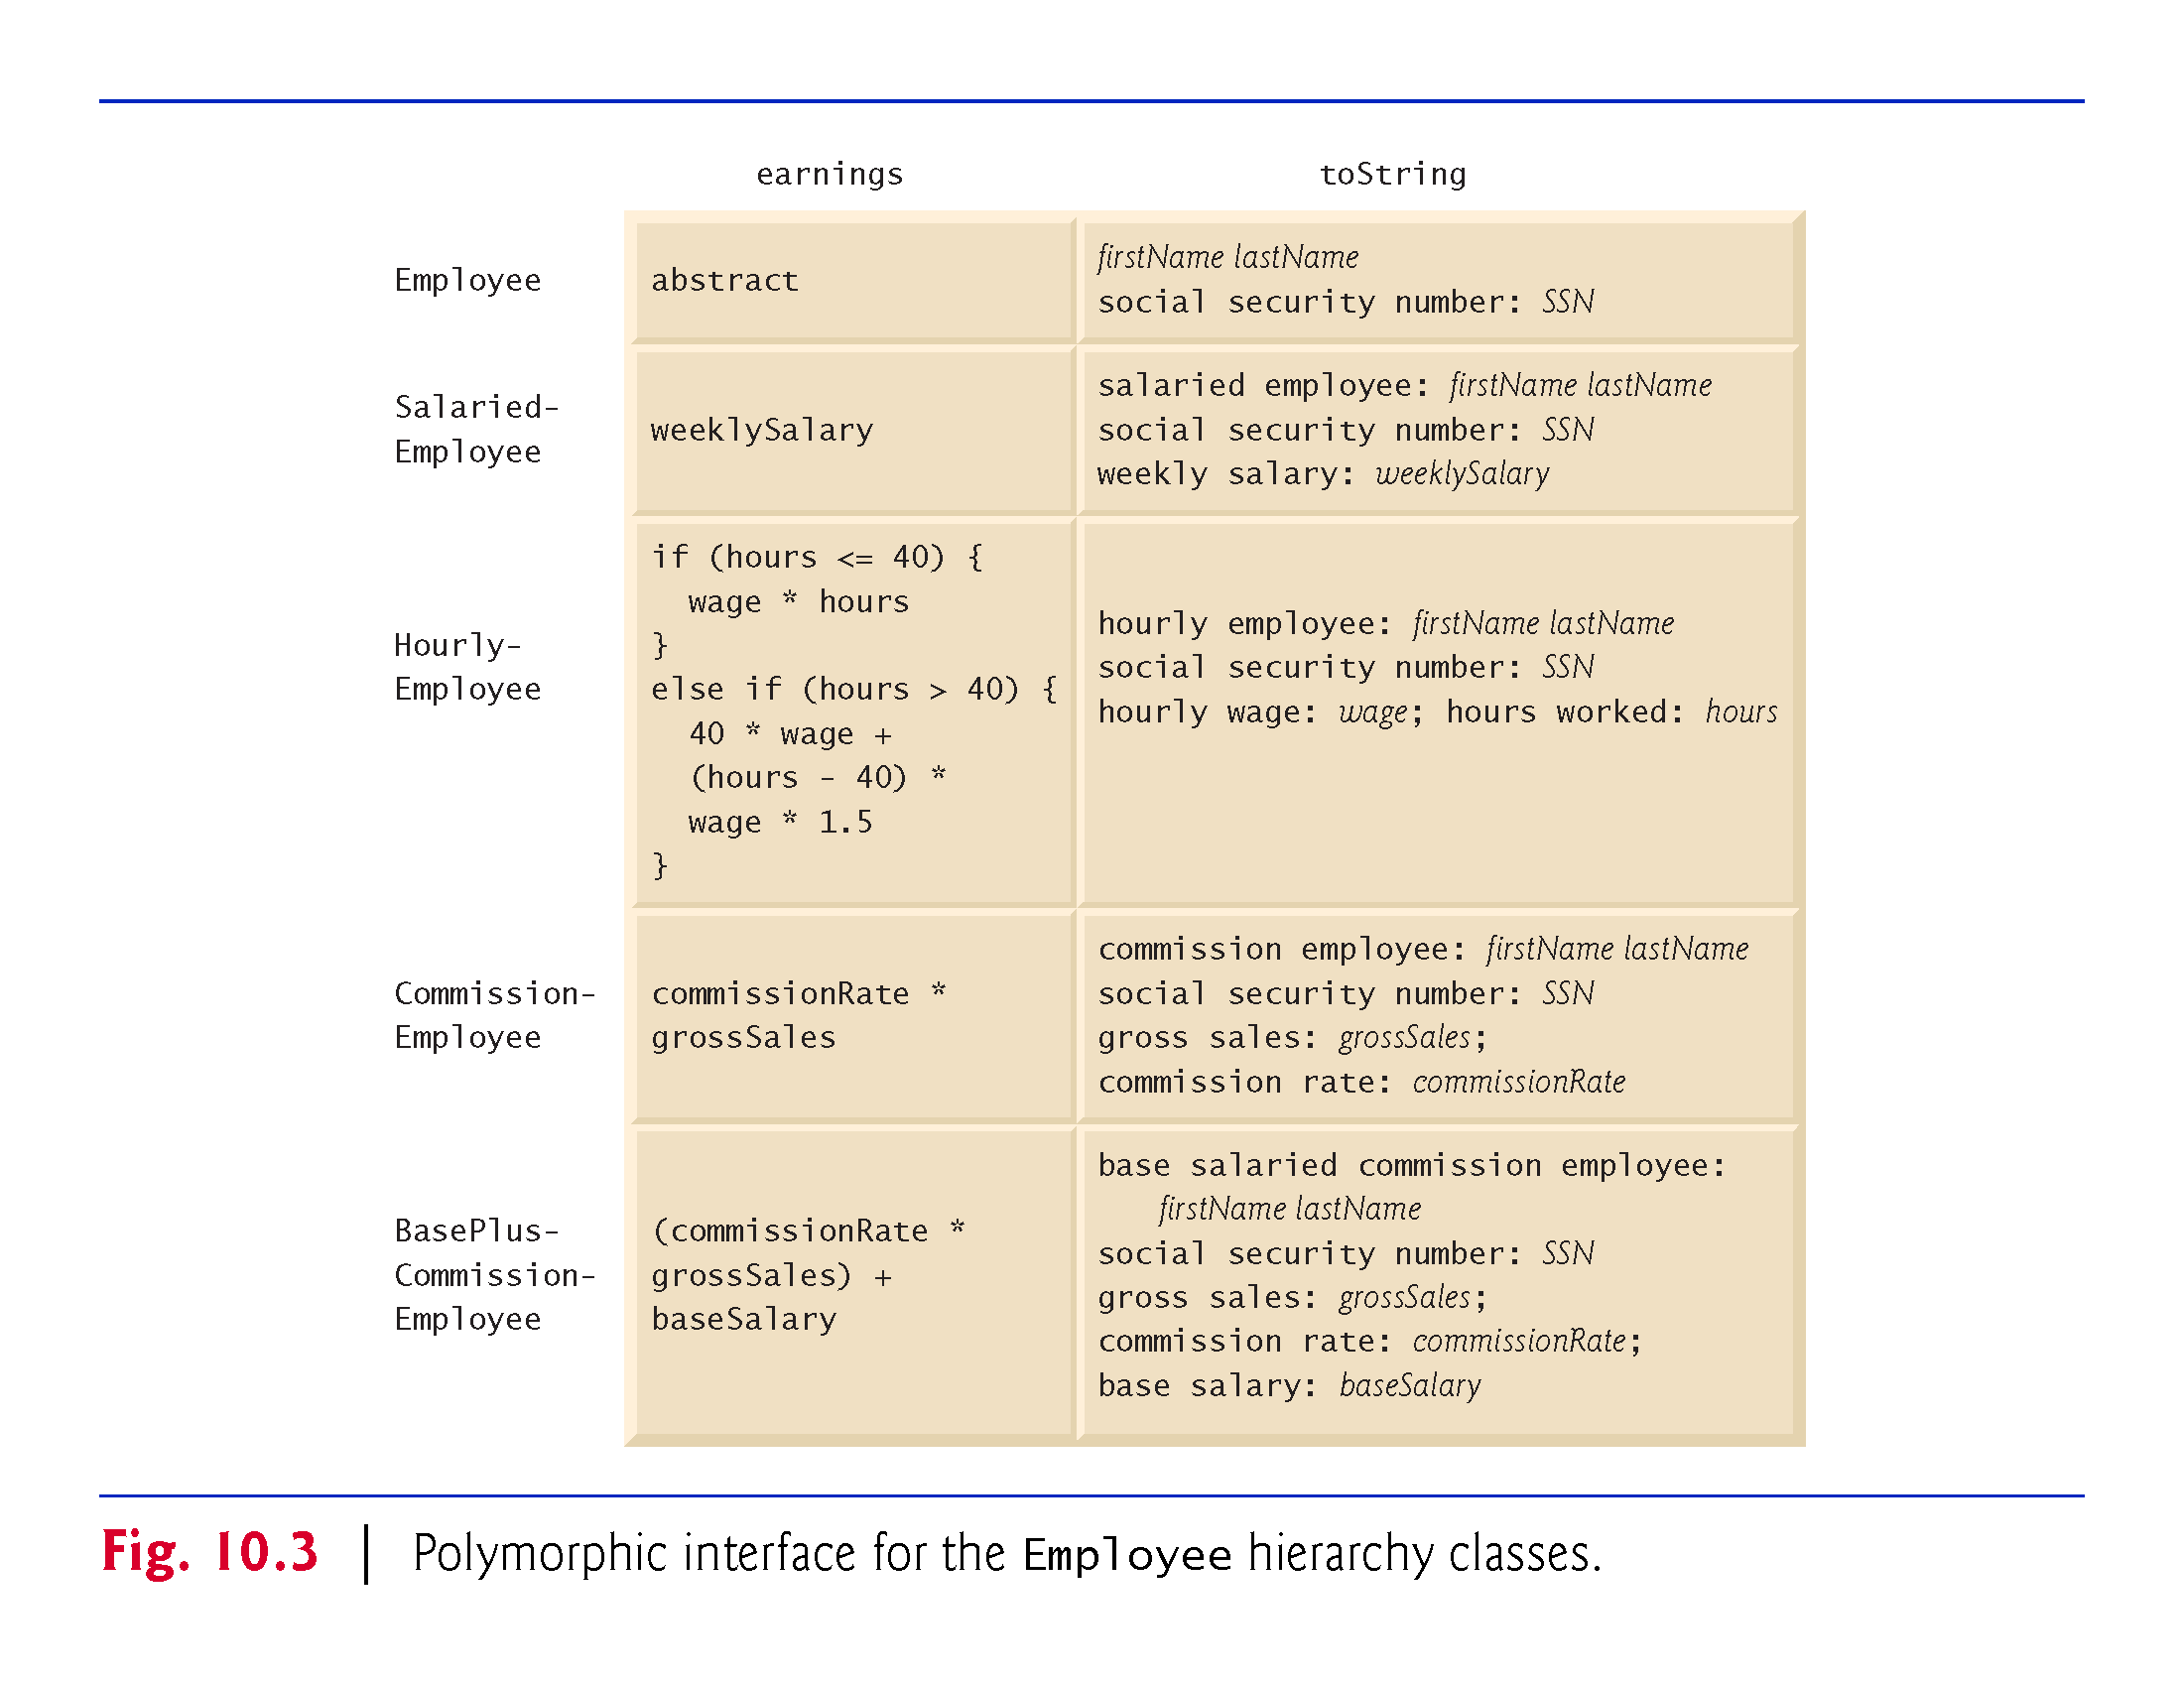 earnings toString
Employee
abstract
firstName lastName
social security number: SSN
Salaried-
Employee
weeklySalary
salaried employee: firstName lastName
social security number: SSN
weekly salary: weeklySalary
Hourly-
Employee
if (hours <= 40) {
wage * hours
}
else if (hours > 40) {
40 * wage +
(hours - 40) *
wage * 1.5
}
hourly employee: firstName lastName
social security number: SSN
hourly wage: wage; hours worked: hours
Commission-
Employee
commissionRate *
grossSales
commission employee: firstName lastName
social security number: SSN
gross sales: grossSales;
commission rate: commissionRate
BasePlus-
Commission-
Employee
(commissionRate *
grossSales) +
baseSalary
base salaried commission employee:
firstName lastName
social security number: SSN
gross sales: grossSales;
commission rate: commissionRate;
base salary: baseSalary
Fig. 10.3 | Polymorphic interface for the Employee hierarchy classes.